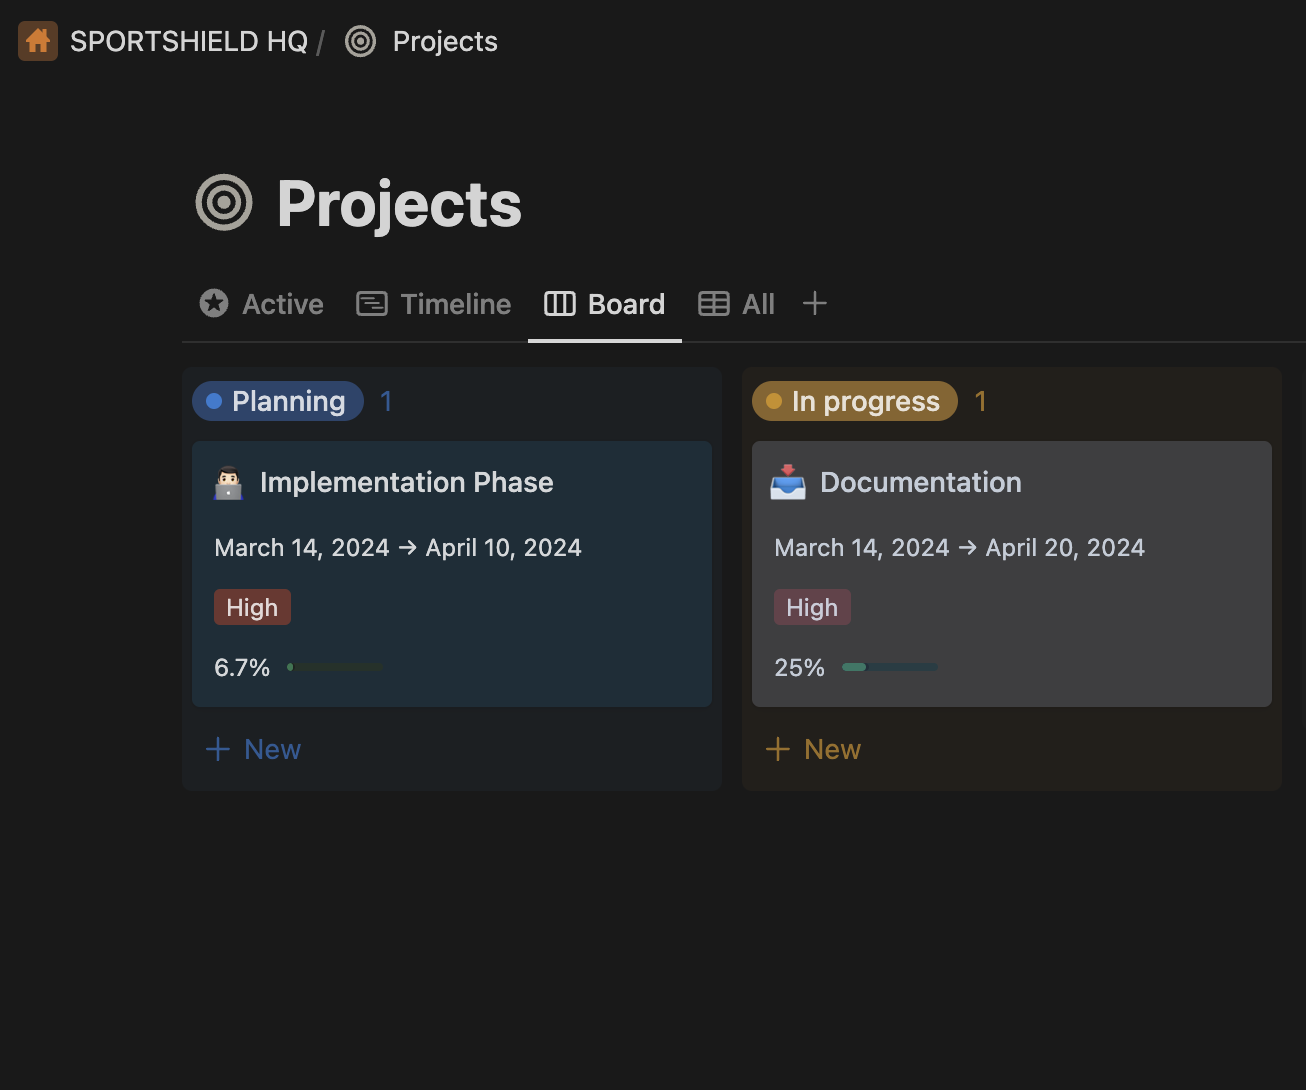 SPORTSHIELD HQ / Projects
Projects
Active Timeline Board All
Planning 1
Implementation Phase
March 14, 2024 → April 10, 2024
High
6.7%
+ New
In progress 1
Documentation
March 14, 2024 → April 20, 2024
High
25%
+ New